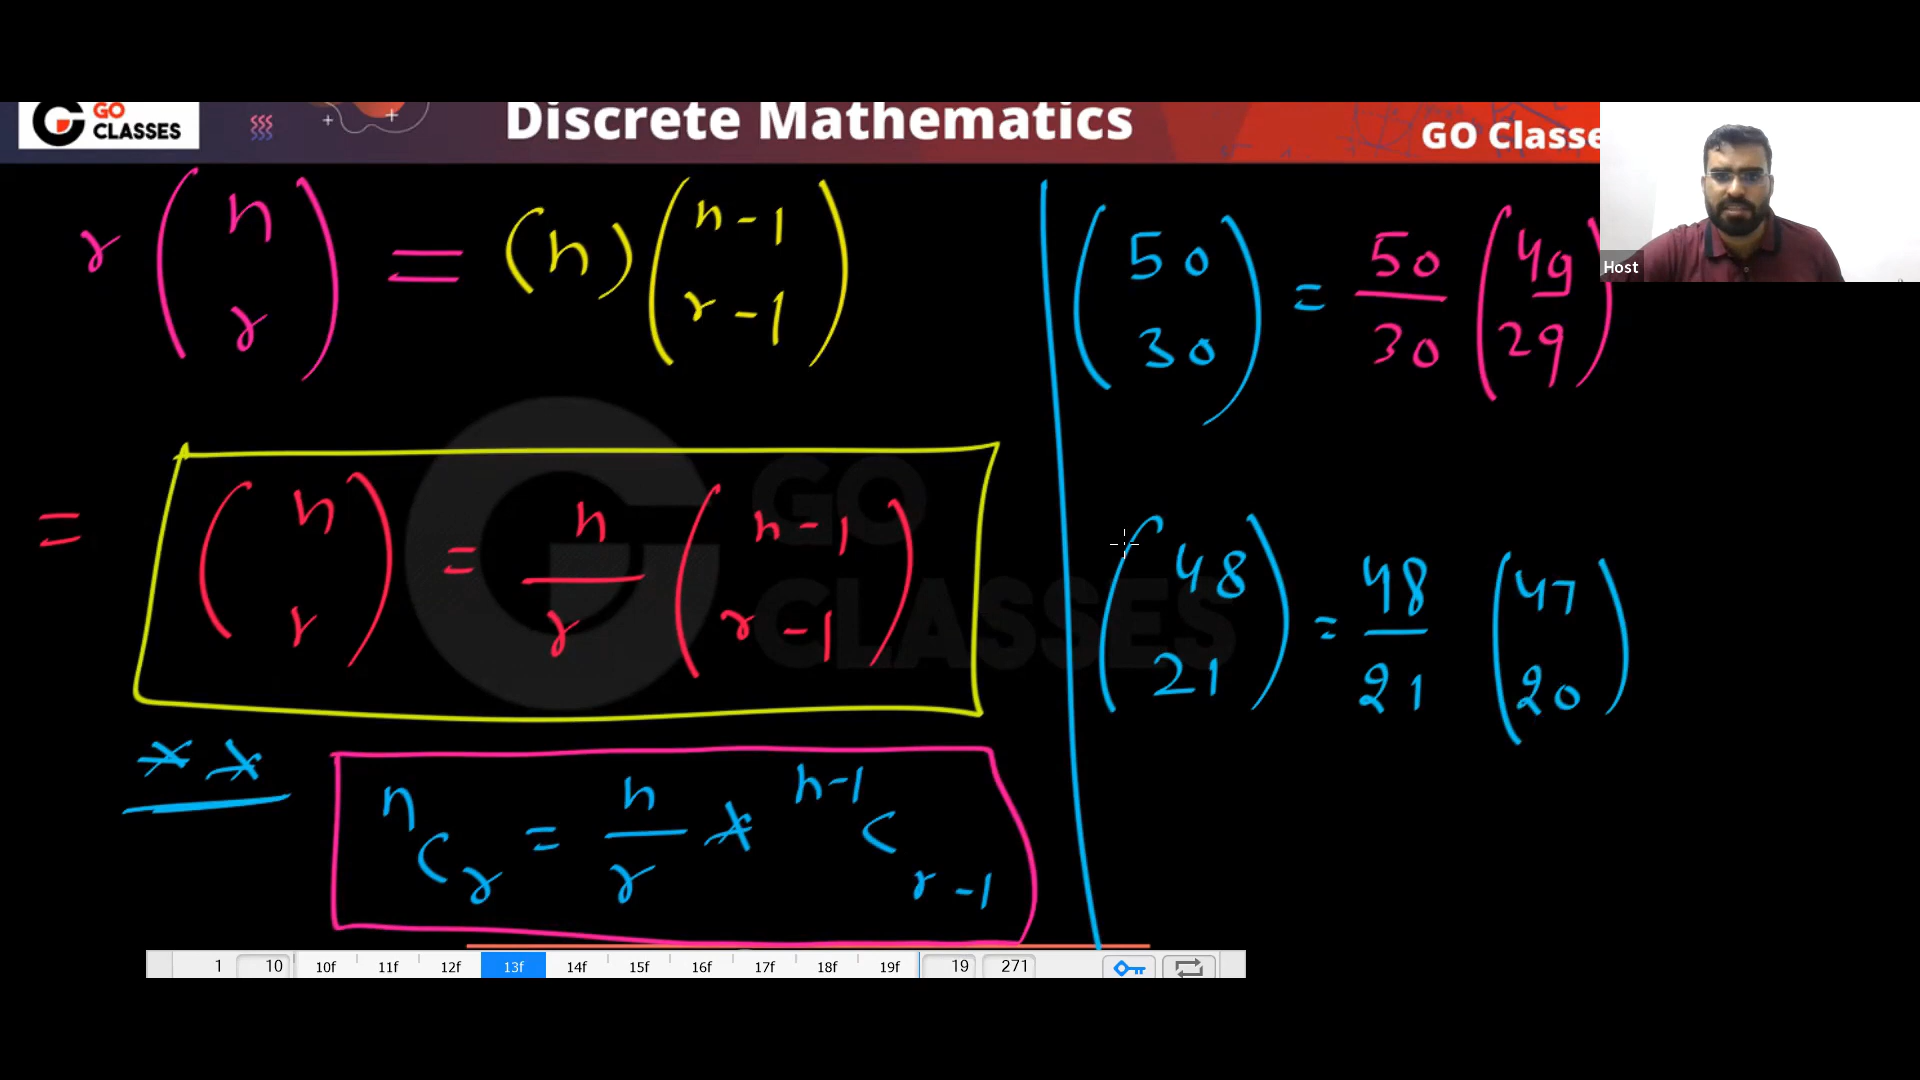 GO
CLASSES
Discrete Mathematics
GO Classe
Host
r (n r) = (n) (n-1 r-1)
= (n r) = n/r (n-1 r-1)
** 
nCr = n/r * n-1Cr-1
(50 30) = 50/30 (49 29)
(48 21) = 48/21 (47 20)
GO
CLASSES
1 10 10f 11f 12f 13f 14f 15f 16f 17f 18f 19f 19 271